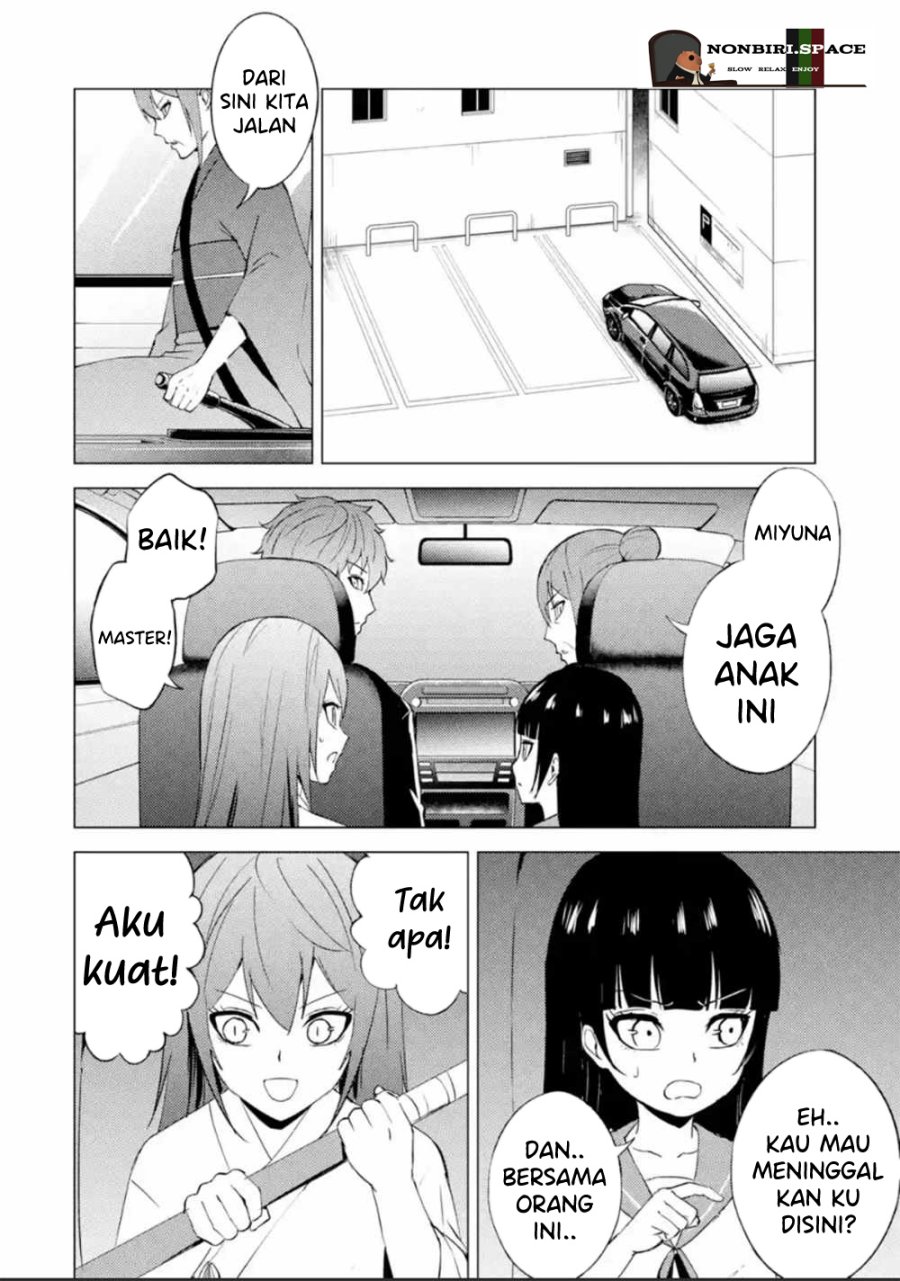 NONBIRI.SPACE
SLOW RELAX ENJOY
DARI
SINI KITA
JALAN
P
MIYUNA
JAGA
ANAK
INI
BAIK!
MASTER!
EH..
KAU MAU
MENINGGAL
KAN KU
DISINI?
DAN..
BERSAMA
ORANG
INI..
Tak
apa!
Aku
kuat!